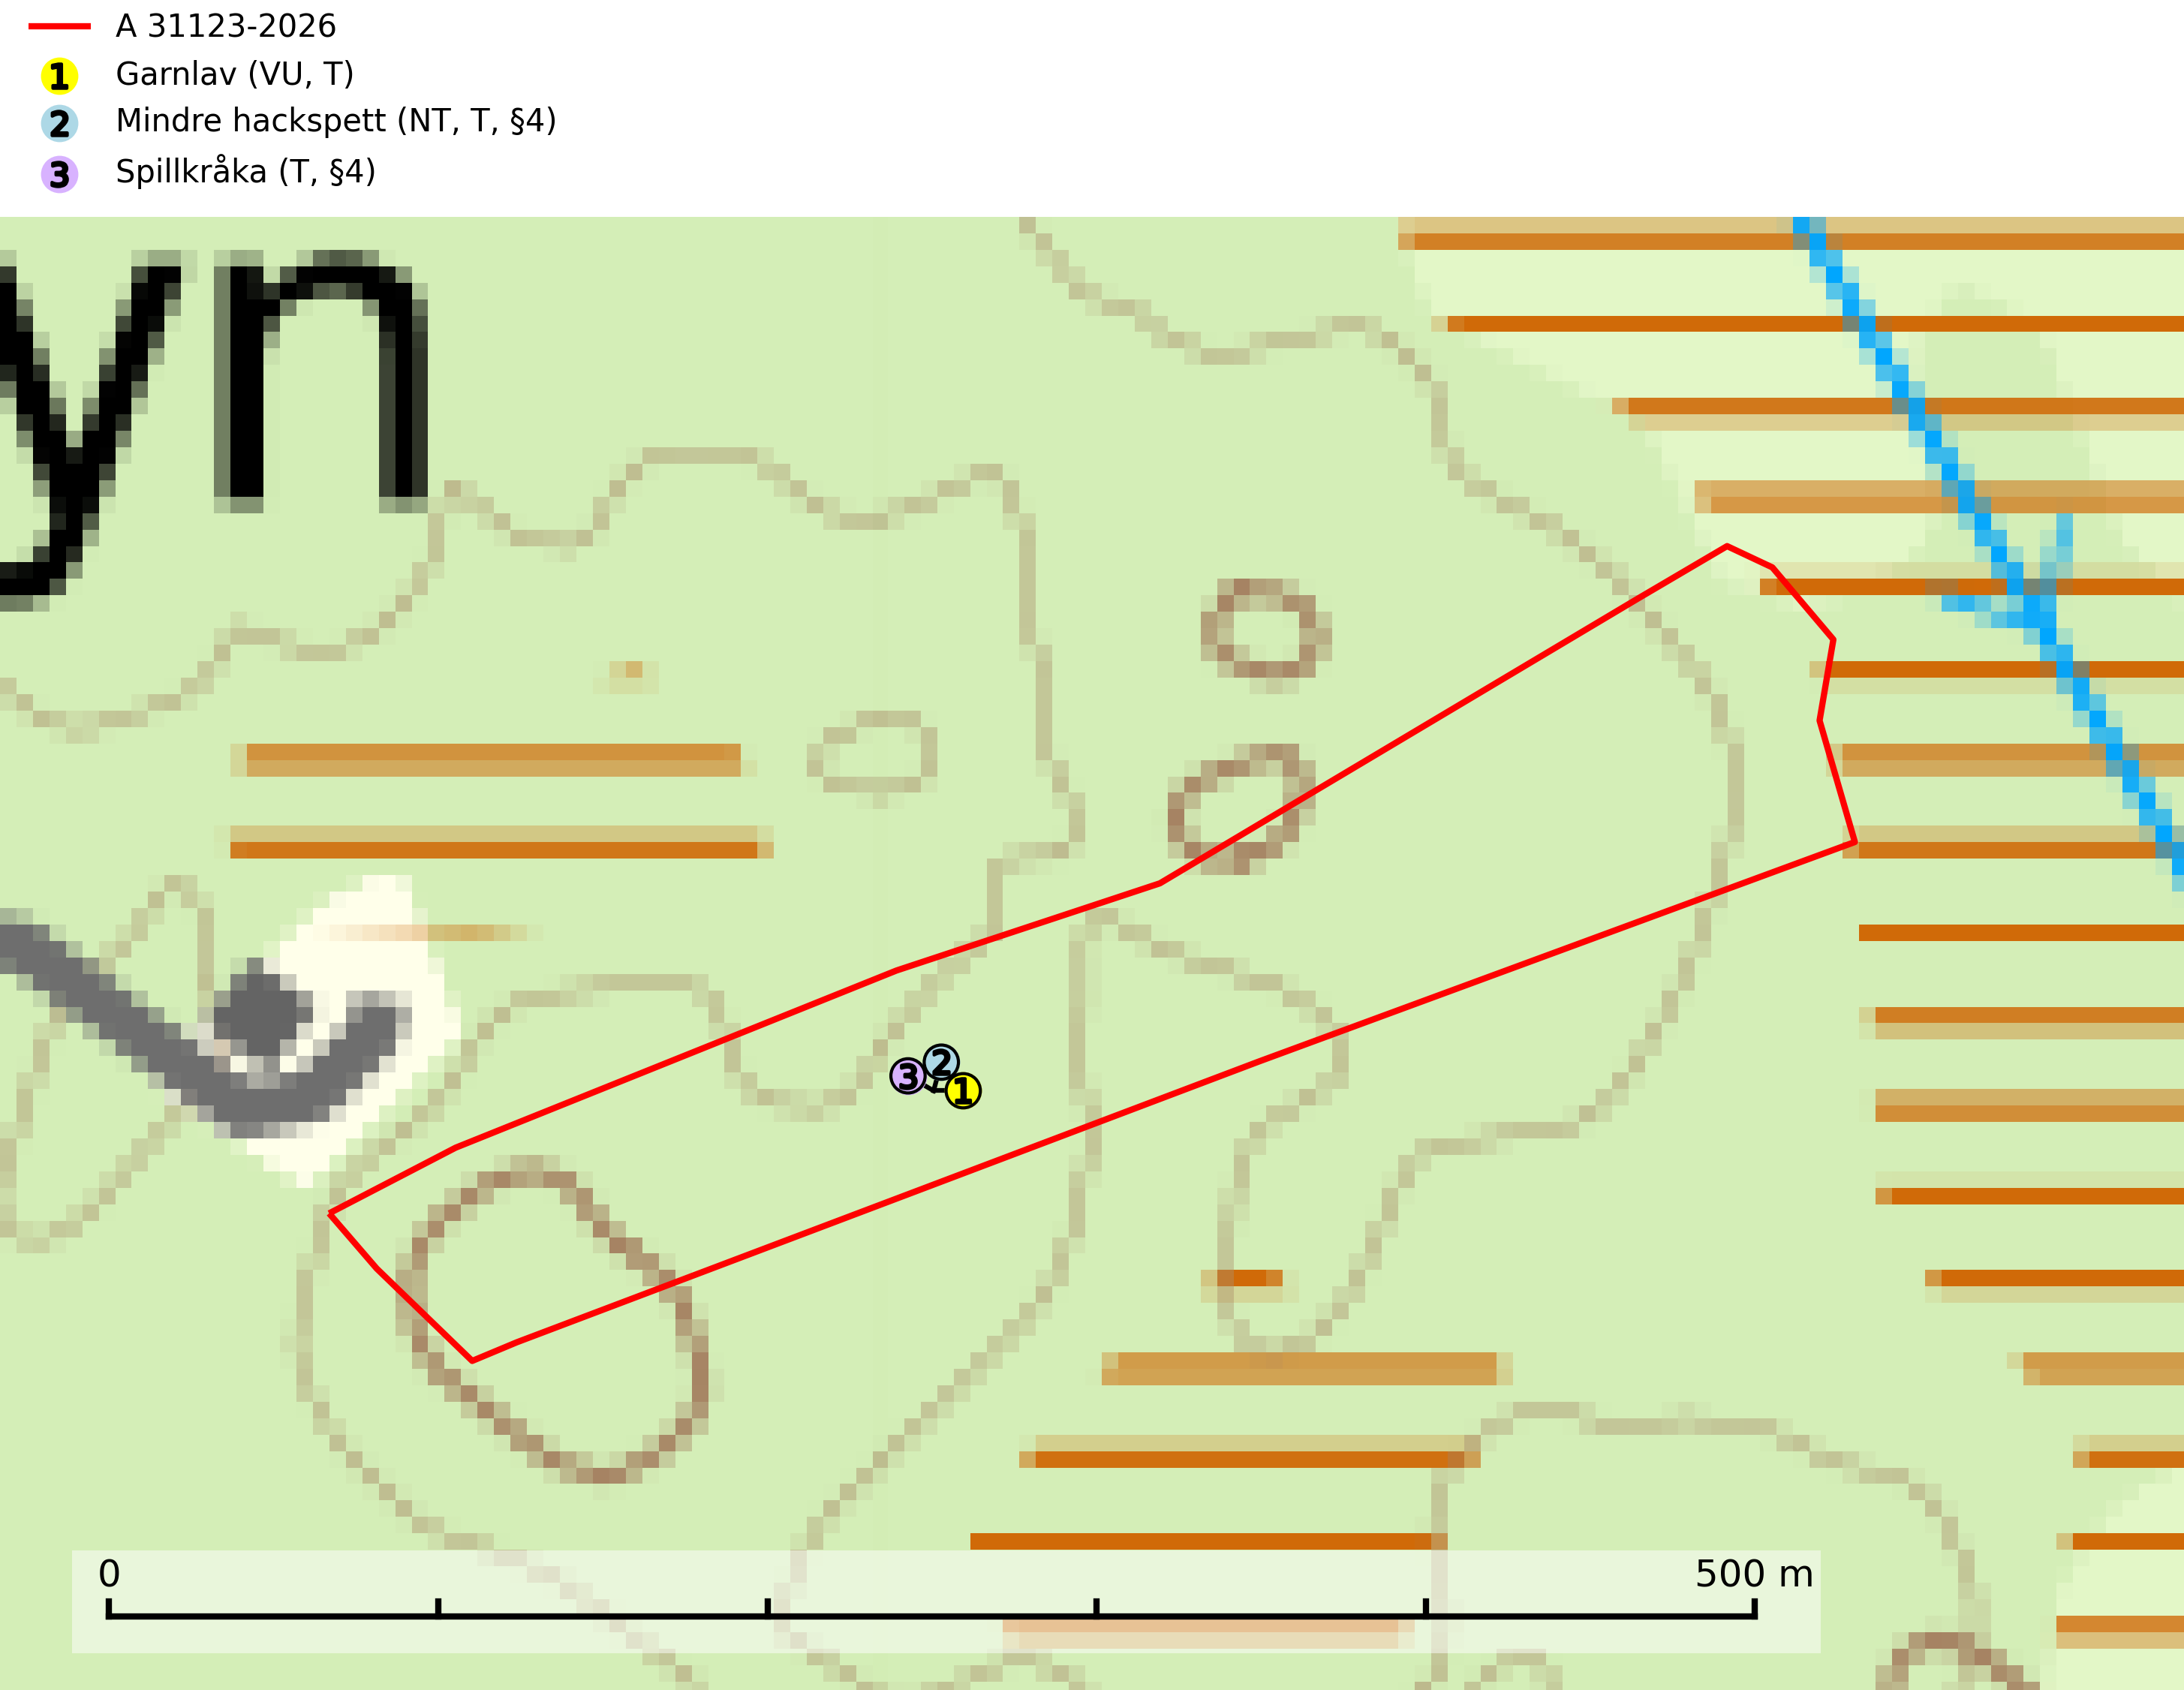 A 31123-2026
1 Garnlav (VU, T)
2 Mindre hackspett (NT, T, §4)
3 Spillkråka (T, §4)
yn
2
3
1
0 500 m